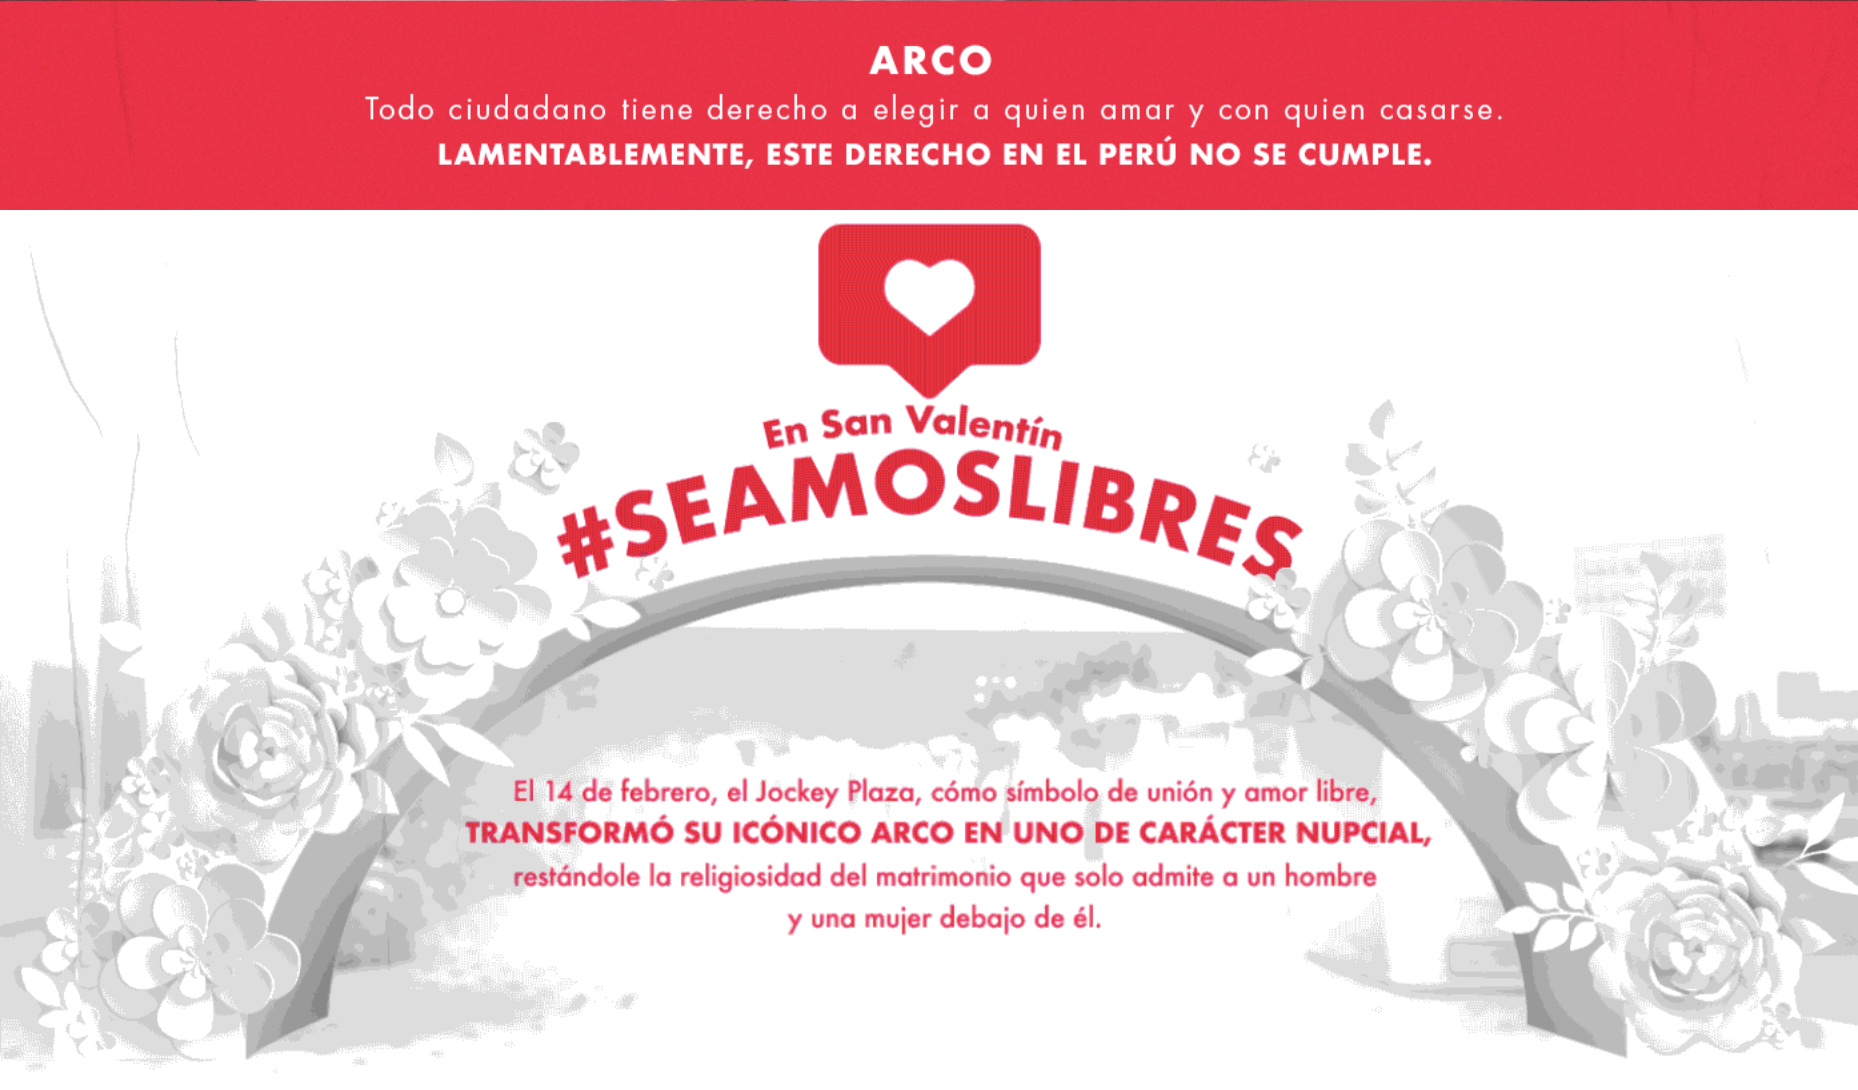 ARCO
Todo ciudadano tiene derecho a elegir a quien amar y con quien casarse.
LAMENTABLEMENTE, ESTE DERECHO EN EL PERÚ NO SE CUMPLE.
En San Valentín
#SEAMOSLIBRES
El 14 de febrero, el Jockey Plaza, cómo símbolo de unión y amor libre,
TRANSFORMÓ SU ICÓNICO ARCO EN UNO DE CARÁCTER NUPCIAL,
restándole la religiosidad del matrimonio que solo admite a un hombre
y una mujer debajo de él.